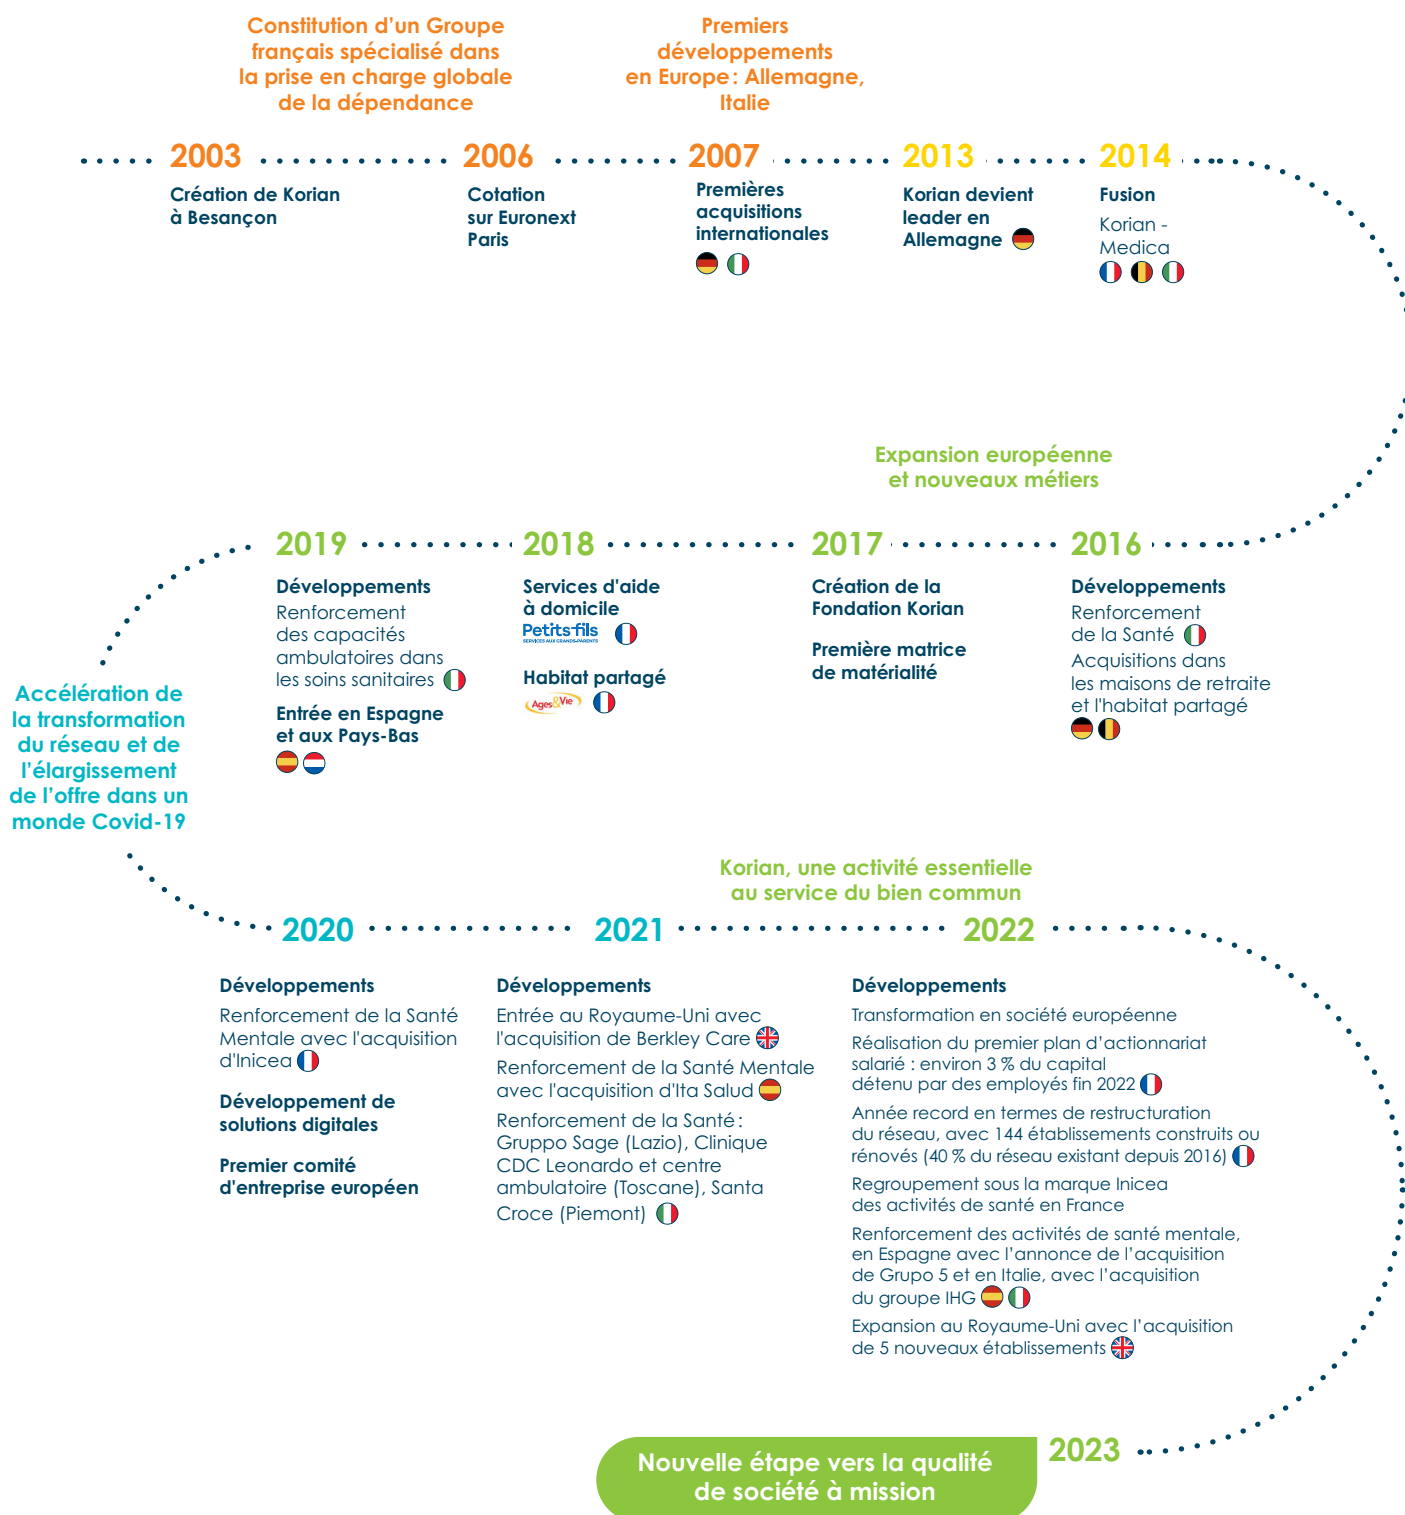 Constitution d'un Groupe
français spécialisé dans
la prise en charge globale
de la dépendance
Premiers
développements
en Europe : Allemagne,
Italie
2003
Création de Korian
à Besançon
2006
Cotation
sur Euronext
Paris
2007
Premières
acquisitions
internationales
2013
Korian devient
leader en
Allemagne
2014
Fusion
Korian -
Medica
Expansion européenne
et nouveaux métiers
2016
Développements
Renforcement
de la Santé
Acquisitions dans
les maisons de retraite
et l'habitat partagé
2017
Création de la
Fondation Korian
Première matrice
de matérialité
2018
Services d'aide
à domicile
Petits-fils
SERVICES AUX GRANDS-PARENTS
Habitat partagé
Ages&Vie
2019
Développements
Renforcement
des capacités
ambulatoires dans
les soins sanitaires
Entrée en Espagne
et aux Pays-Bas
Accélération de
la transformation
du réseau et de
l'élargissement
de l'offre dans un
monde Covid-19
2020
Développements
Renforcement de la Santé
Mentale avec l'acquisition
d'Inicea
Développement de
solutions digitales
Premier comité
d'entreprise européen
2021
Développements
Entrée au Royaume-Uni avec
l'acquisition de Berkley Care
Renforcement de la Santé Mentale
avec l'acquisition d'Ita Salud
Renforcement de la Santé :
Gruppo Sage (Lazio), Clinique
CDC Leonardo et centre
ambulatoire (Toscane), Santa
Croce (Piemont)
Korian, une activité essentielle
au service du bien commun
2022
Développements
Transformation en société européenne
Réalisation du premier plan d'actionnariat
salarié : environ 3 % du capital
détenu par des employés fin 2022
Année record en termes de restructuration
du réseau, avec 144 établissements construits ou
rénovés (40 % du réseau existant depuis 2016)
Regroupement sous la marque Inicea
des activités de santé en France
Renforcement des activités de santé mentale,
en Espagne avec l'annonce de l'acquisition
de Grupo 5 et en Italie, avec l'acquisition
du groupe IHG
Expansion au Royaume-Uni avec l'acquisition
de 5 nouveaux établissements
2023
Nouvelle étape vers la qualité
de société à mission